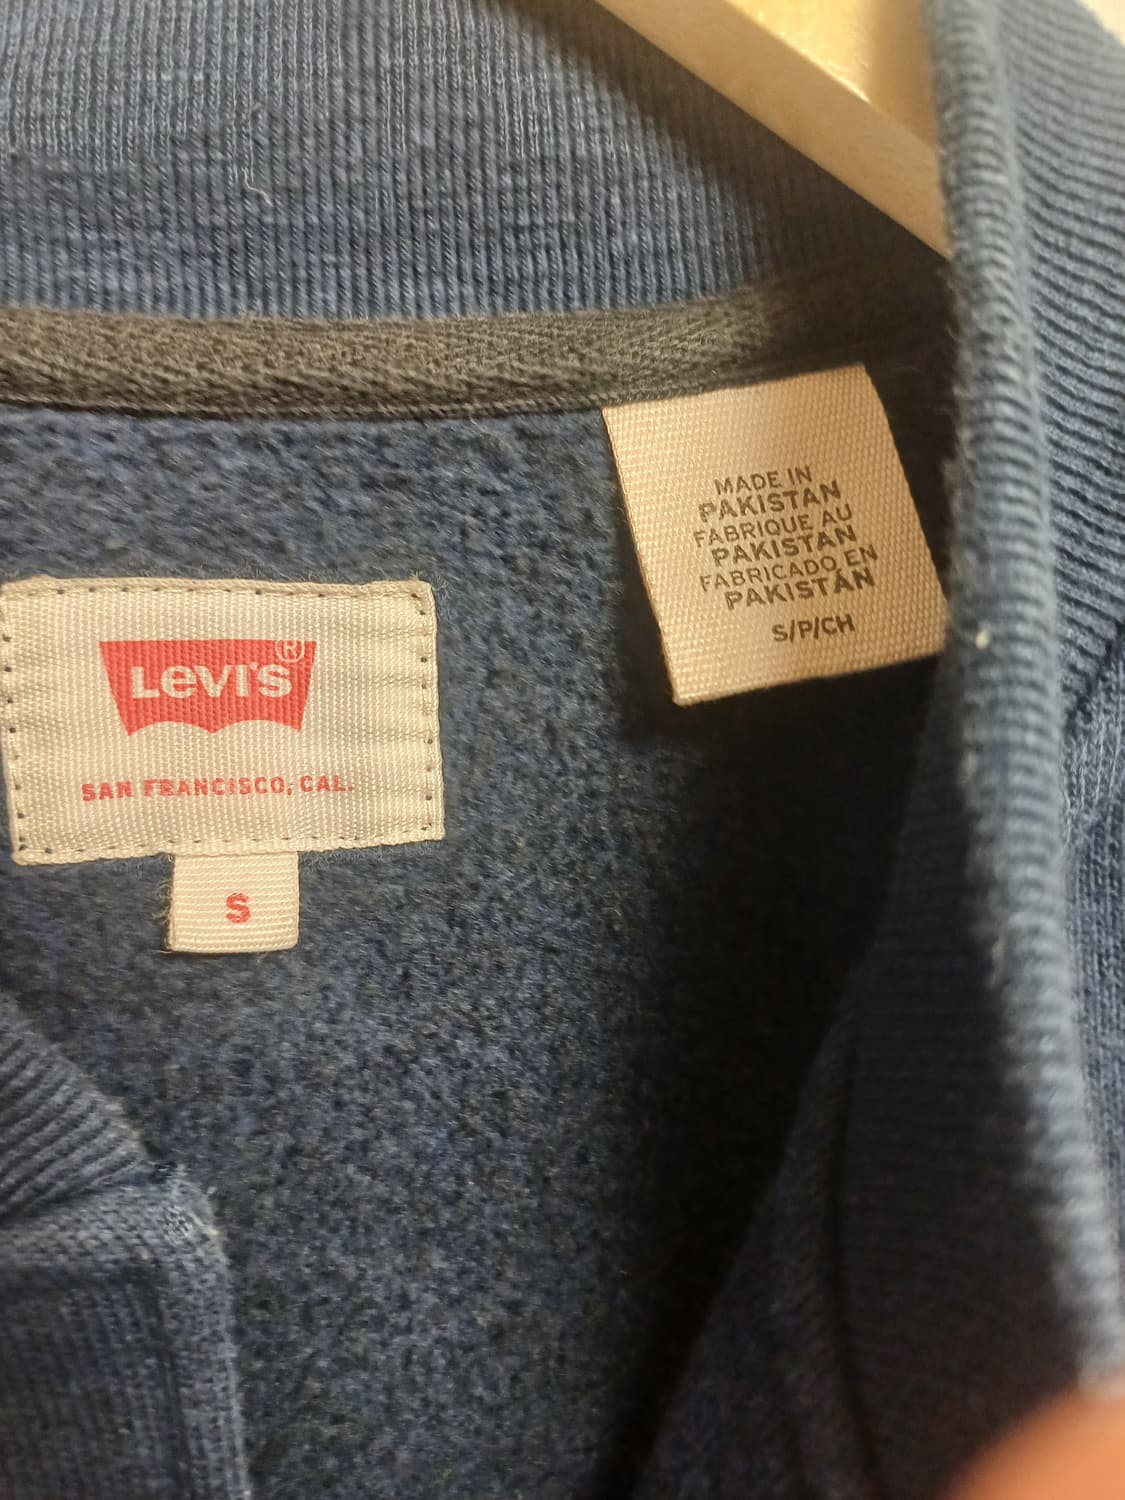 MADE IN
PAKISTAN
FABRIQUE AU
PAKISTAN
FABRICADO EN
PAKISTÁN
S/P/CH
LEVI'S ®
SAN FRANCISCO, CAL.
S